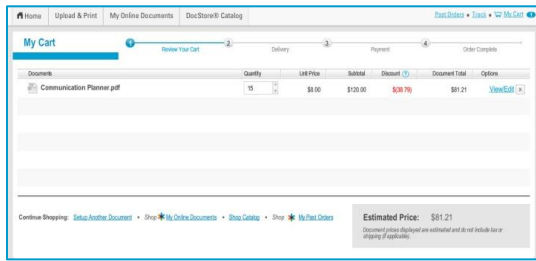 Home Upload & Print My Online Documents DocStore® Catalog Past Orders • Track • My Cart 1
My Cart 1 2 3 4
Review Your Cart Delivery Payment Order Complete
Documents Quantity Unit Price Subtotal Discount (?) Document Total Options
Communication Planner.pdf 15 $8.00 $120.00 $(38.79) $81.21 View/Edit x
Continue Shopping: Setup Another Document • Shop My Online Documents • Shop Catalog • Shop My Past Orders Estimated Price: $81.21
Document prices displayed are estimated and do not include tax or
shipping (if applicable).